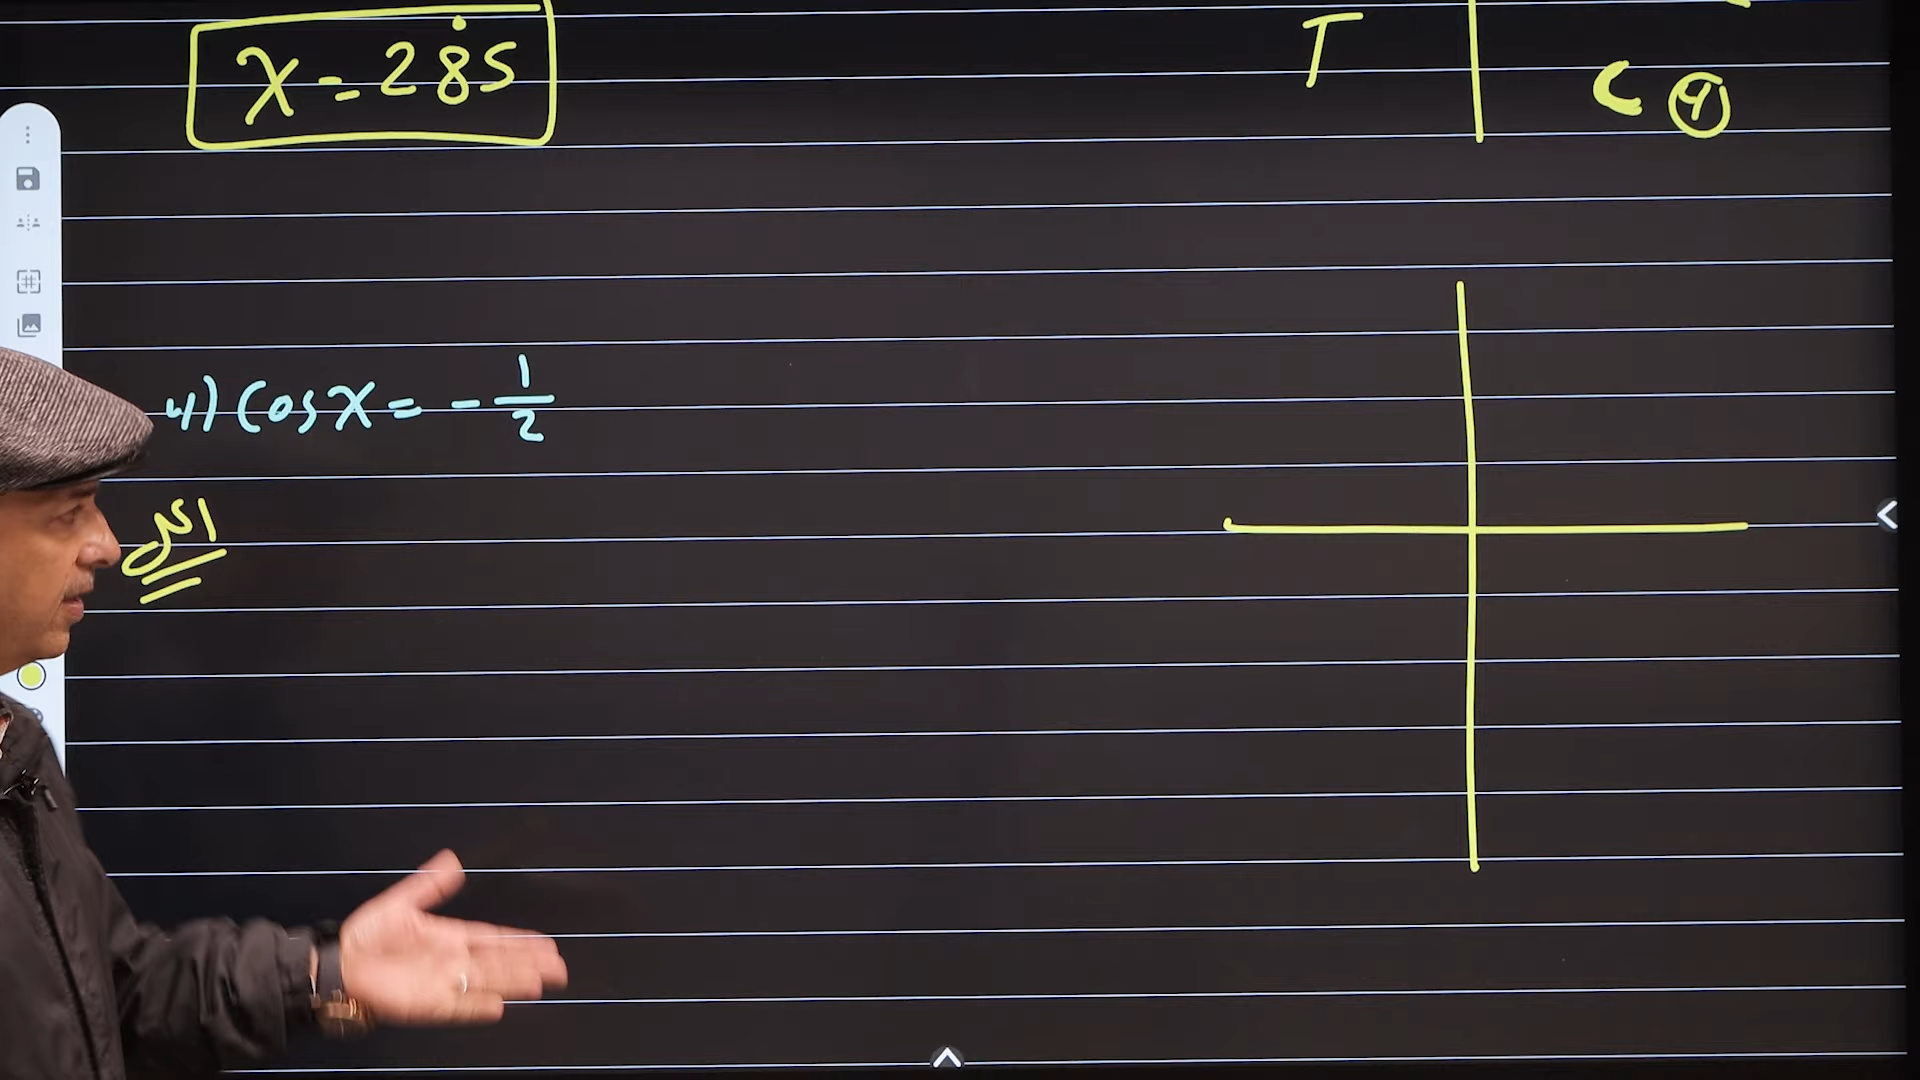 x = 285
T
C ④
4) Cos x = - 1/2
الحل